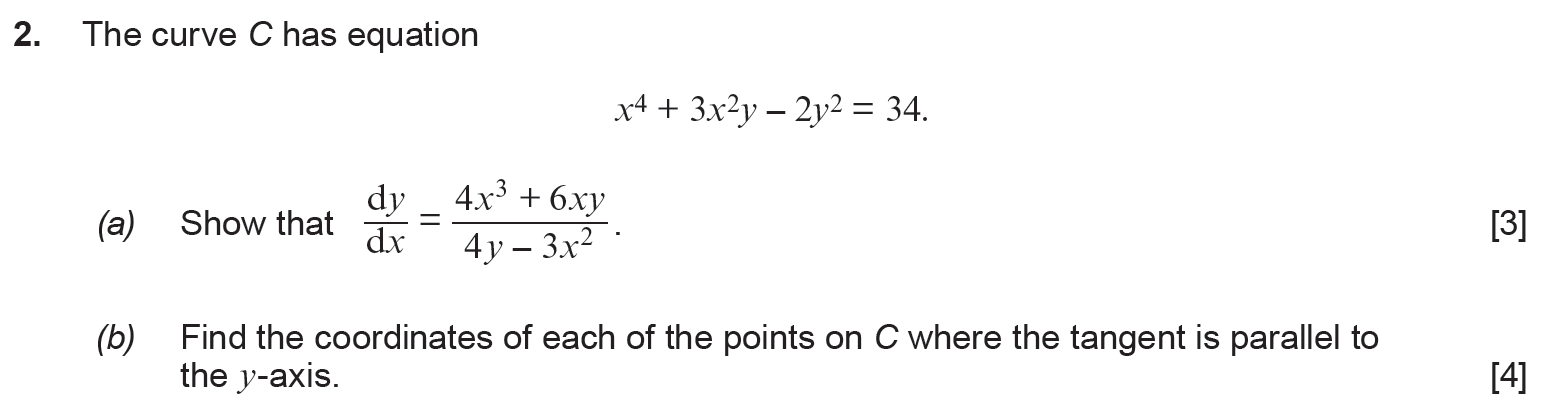 2. The curve C has equation
x⁴ + 3x²y – 2y² = 34.
(a) Show that dy/dx = (4x³ + 6xy)/(4y – 3x²). [3]
(b) Find the coordinates of each of the points on C where the tangent is parallel to
the y-axis. [4]